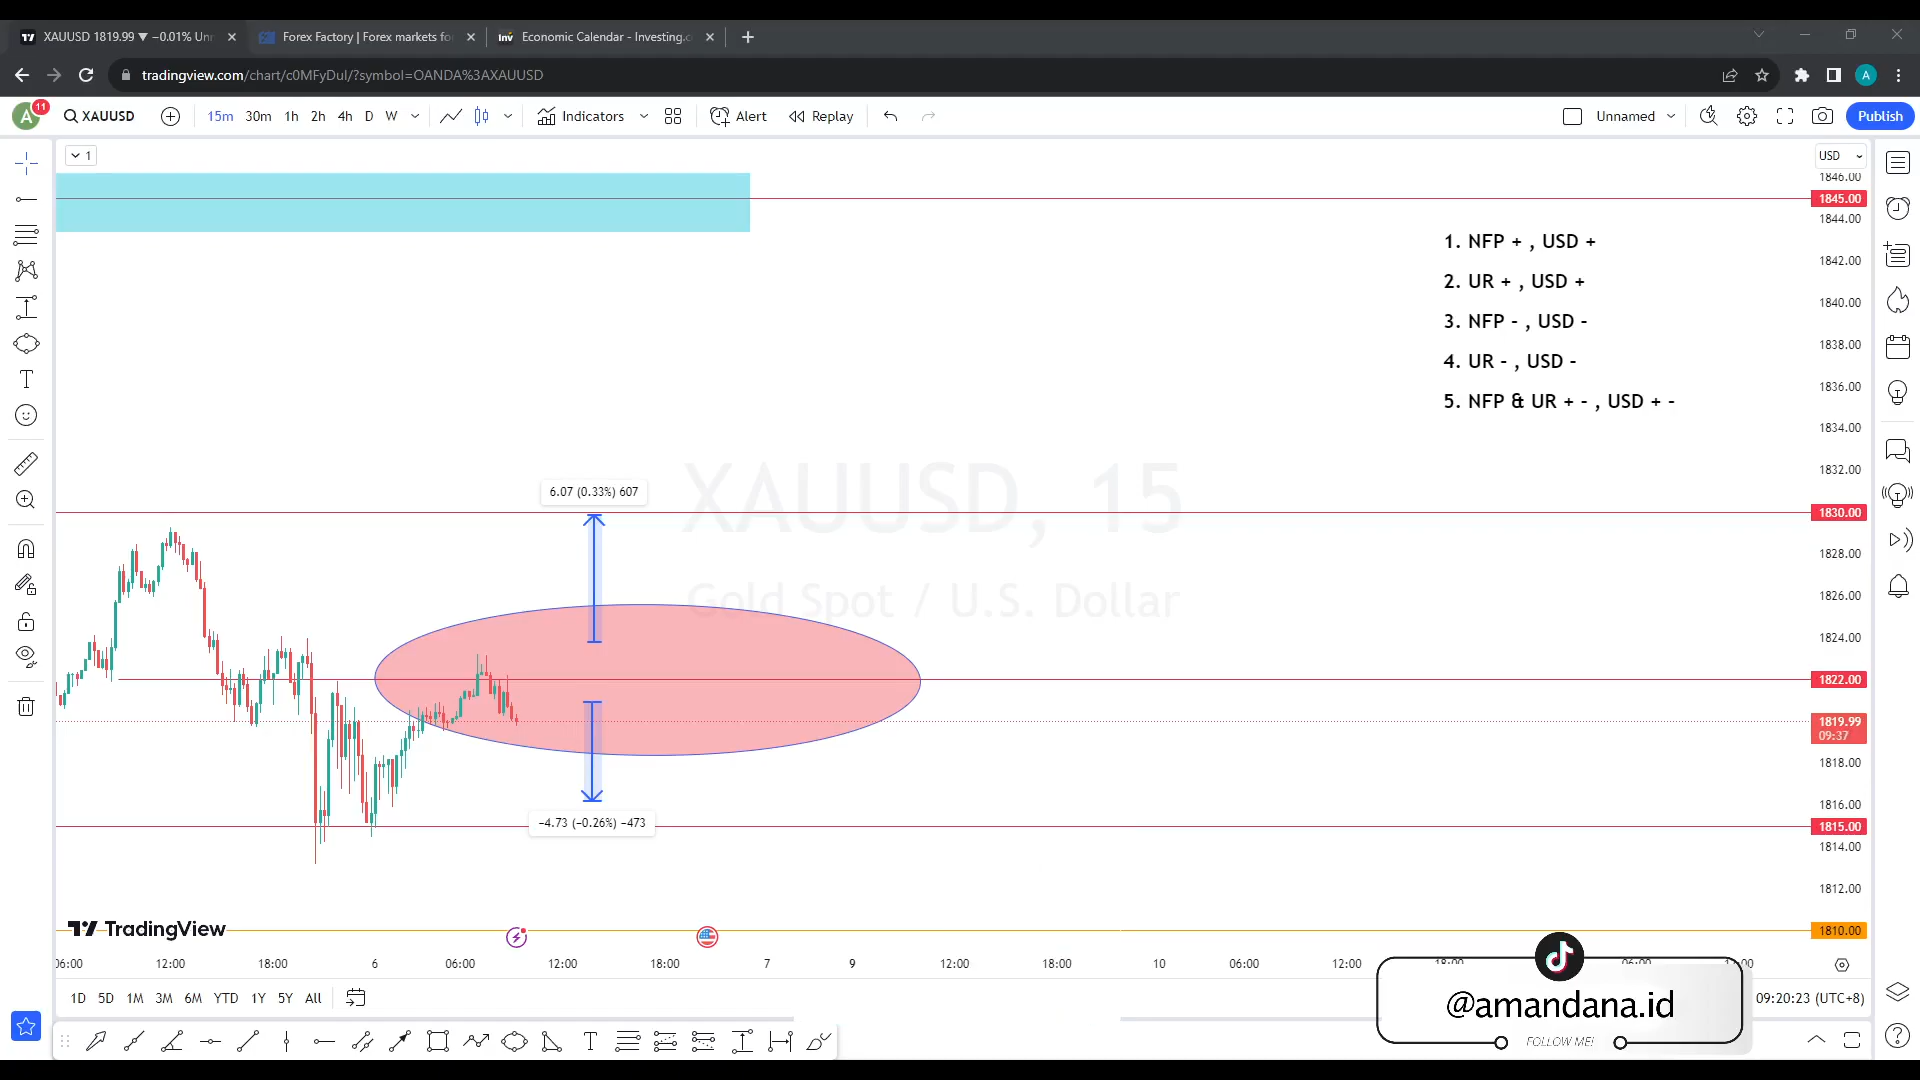 XAUUSD 1819.99 ▼ −0.01% Unn
Forex Factory | Forex markets fo
Economic Calendar - Investing.c
tradingview.com/chart/c0MFyDul/?symbol=OANDA%3AXAUUSD
A
A
11
XAUUSD
15m 30m 1h 2h 4h D W
Indicators
Alert
Replay
Unnamed
Publish
1
USD
1846.00
1845.00
1844.00
1842.00
1840.00
1838.00
1836.00
1834.00
1832.00
1830.00
1828.00
1826.00
1824.00
1822.00
1819.99
09:37
1818.00
1816.00
1815.00
1814.00
1812.00
1810.00
1. NFP + , USD +
2. UR + , USD +
3. NFP - , USD -
4. UR - , USD -
5. NFP & UR + - , USD + -
XAUUSD, 15
Gold Spot / U.S. Dollar
6.07 (0.33%) 607
−4.73 (−0.26%) −473
TradingView
06:00 12:00 18:00 6 06:00 12:00 18:00 7 9 12:00 18:00 10 06:00 12:00
1D 5D 1M 3M 6M YTD 1Y 5Y All
09:20:23 (UTC+8)
@amandana.id
FOLLOW ME!